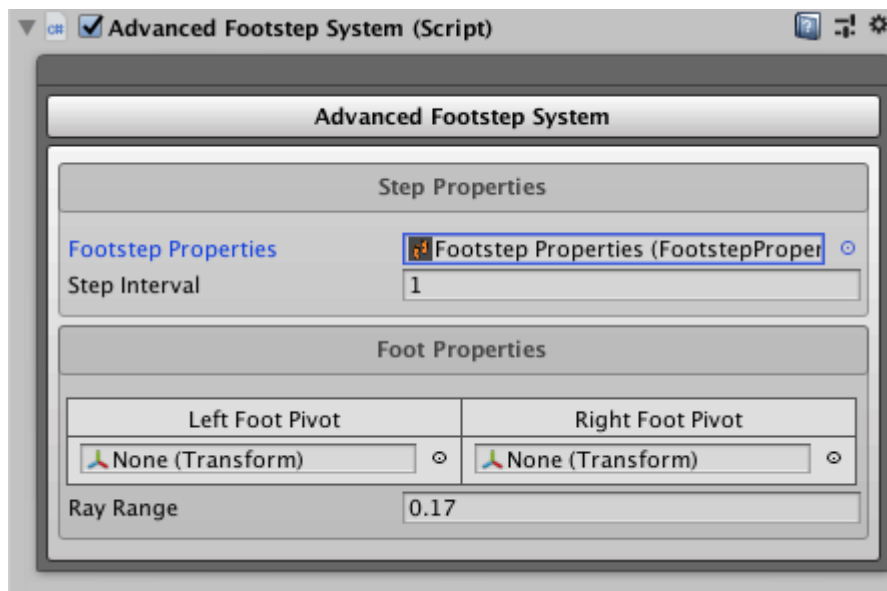 Advanced Footstep System (Script)
Advanced Footstep System
Step Properties
Footstep Properties Footstep Properties (FootstepProper
Step Interval 1
Foot Properties
Left Foot Pivot Right Foot Pivot
None (Transform) None (Transform)
Ray Range 0.17